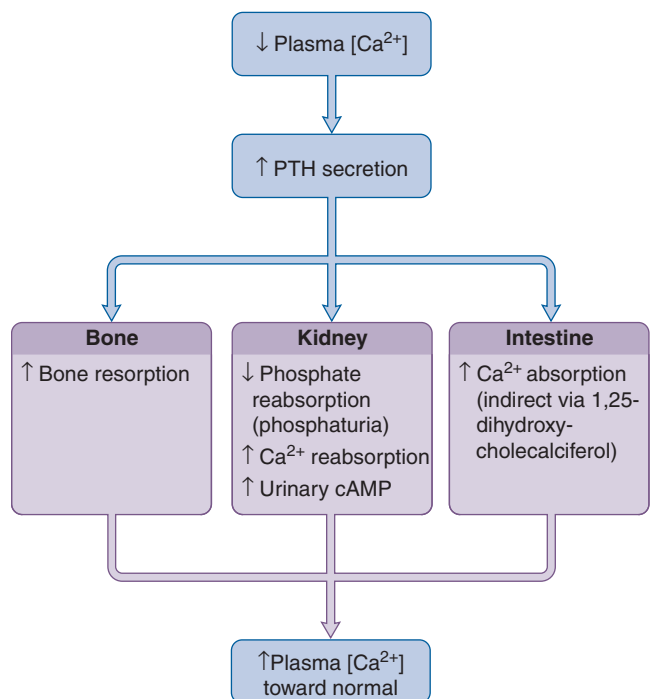 ↓ Plasma [Ca²⁺]
↑ PTH secretion
Bone
↑ Bone resorption
Kidney
↓ Phosphate
reabsorption
(phosphaturia)
↑ Ca²⁺ reabsorption
↑ Urinary cAMP
Intestine
↑ Ca²⁺ absorption
(indirect via 1,25-
dihydroxy-
cholecalciferol)
↑Plasma [Ca²⁺]
toward normal